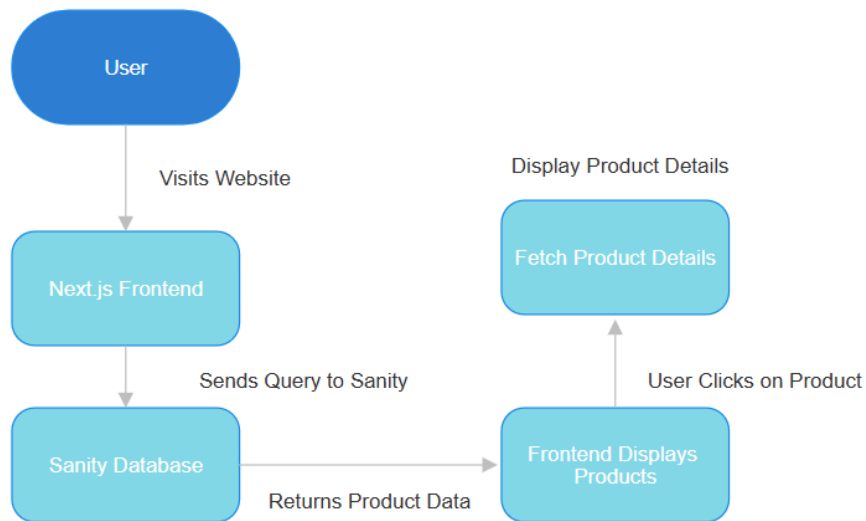 User
Visits Website
Next.js Frontend
Sends Query to Sanity
Sanity Database
Returns Product Data
Frontend Displays
Products
User Clicks on Product
Fetch Product Details
Display Product Details